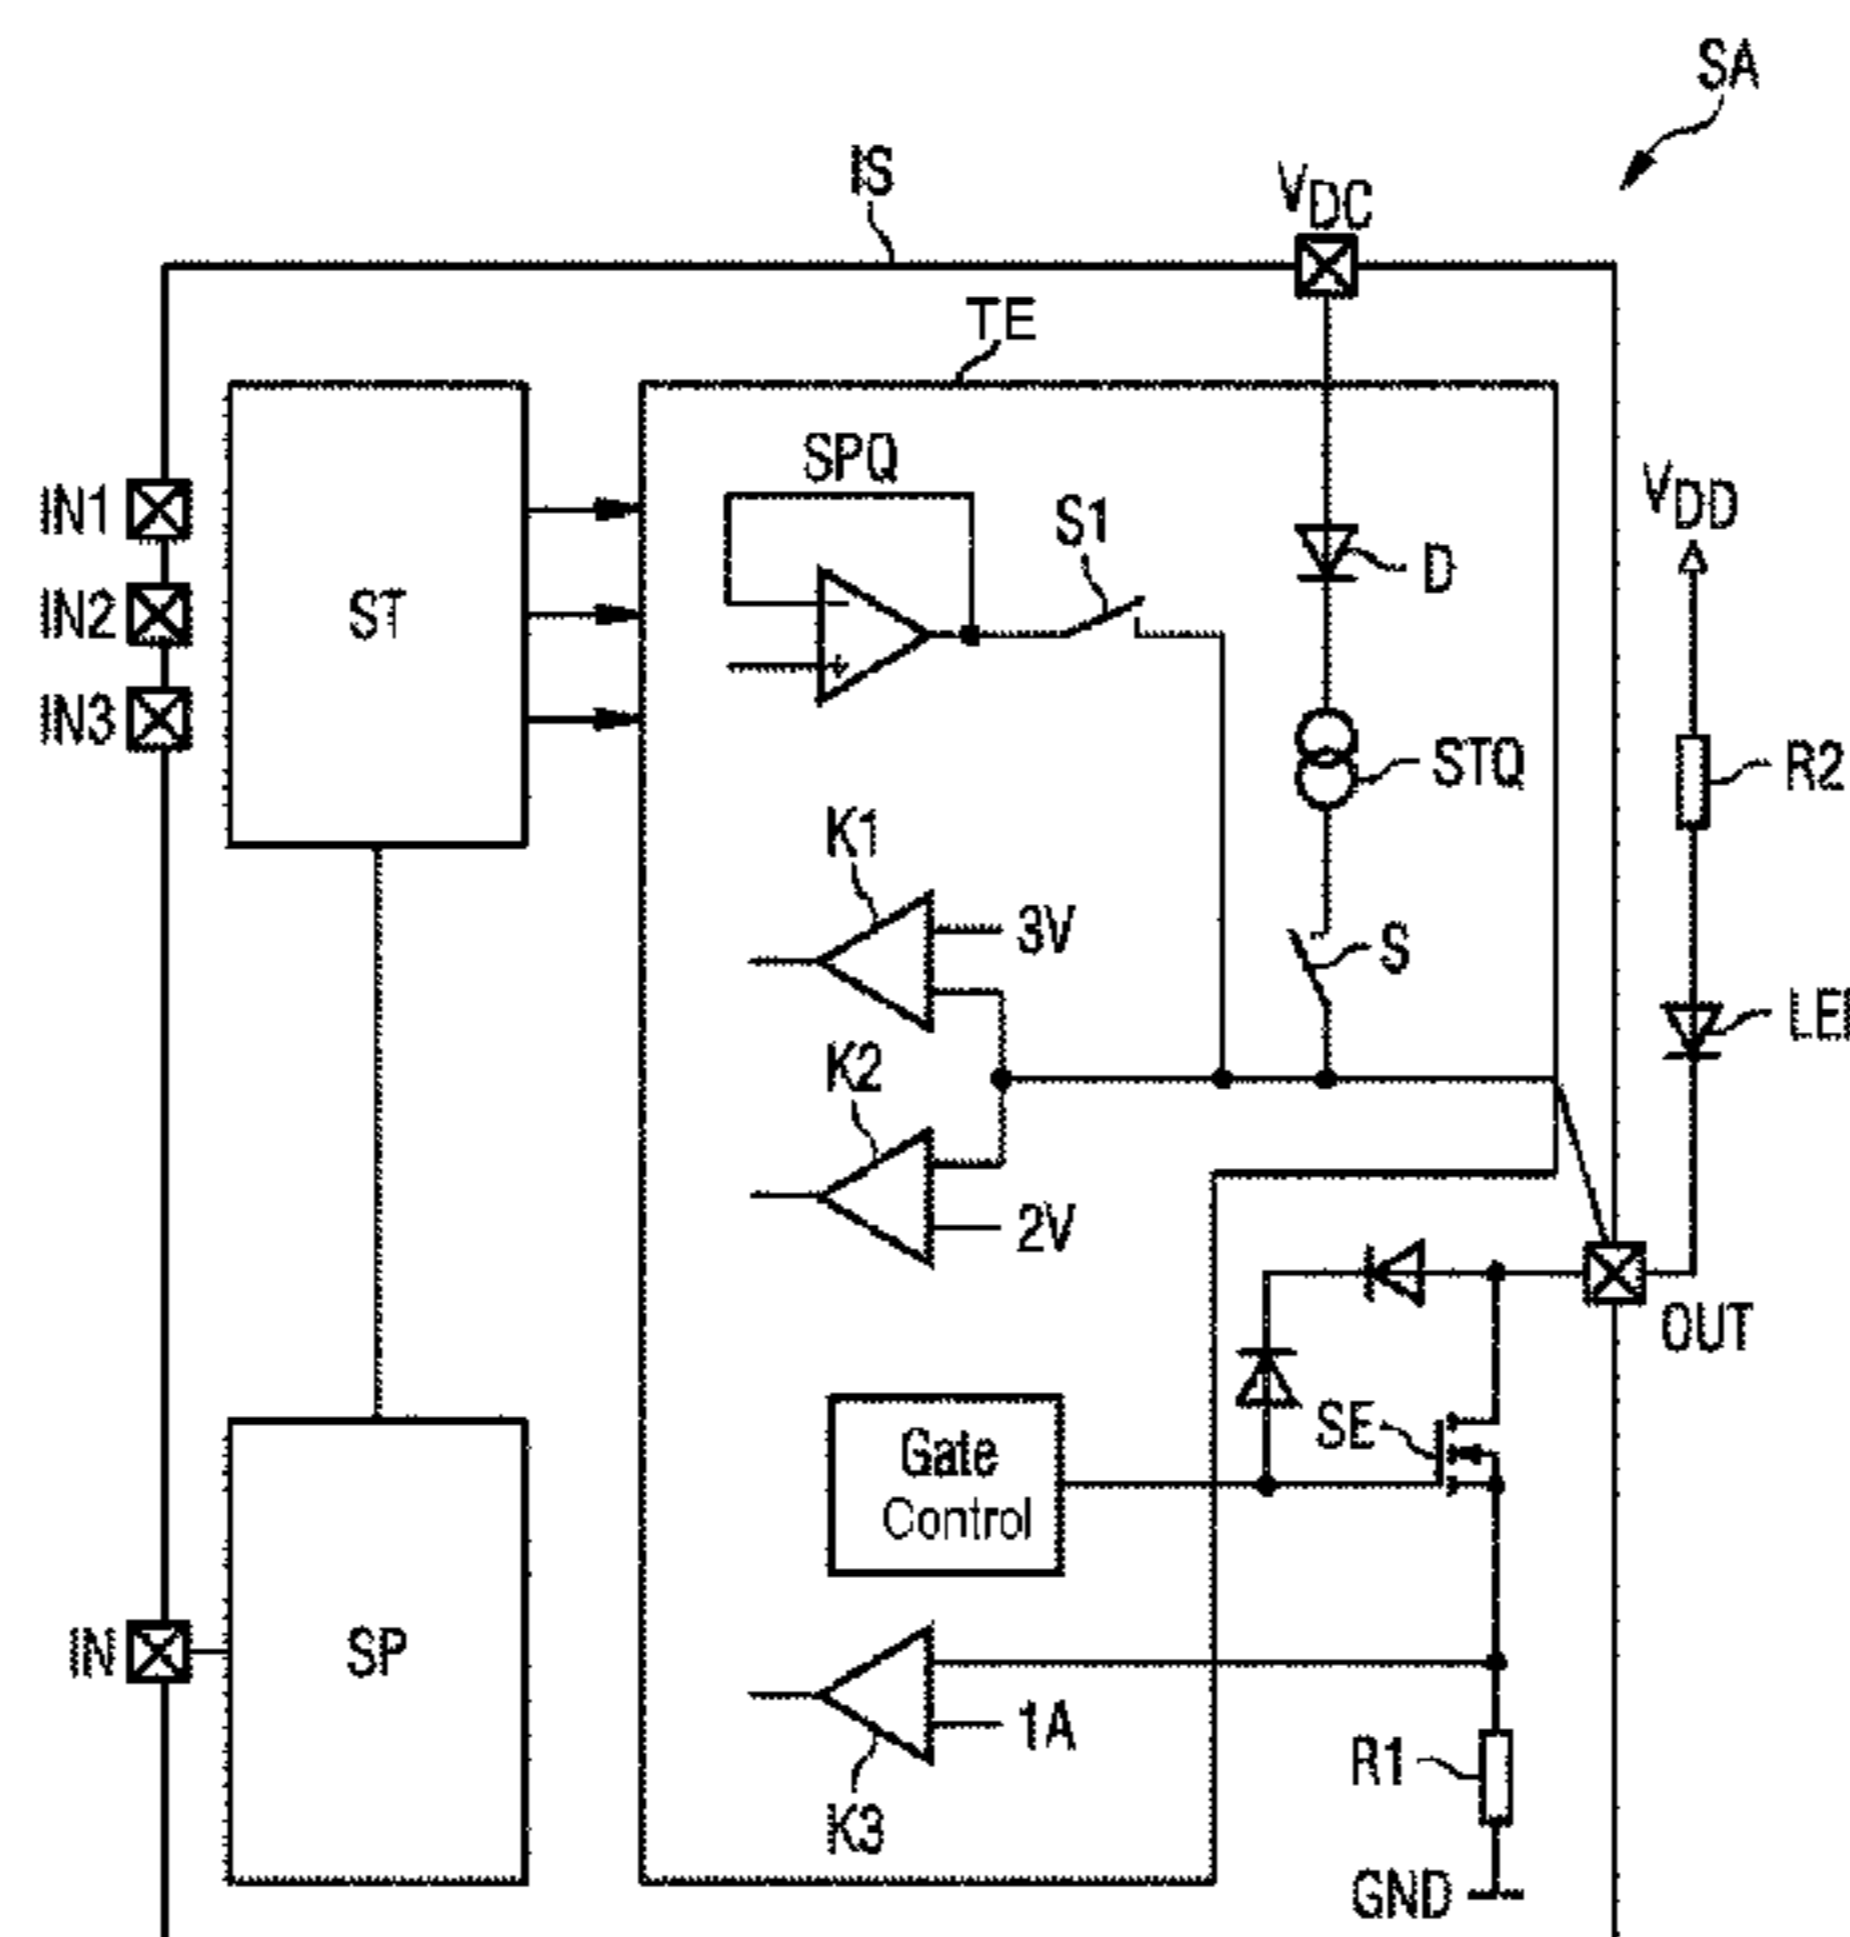 SA
IS
VDC
TE
SPQ
S1
D
VDD
IN1
IN2
IN3
ST
STQ
R2
K1
3V
S
LE
K2
2V
OUT
SE
Gate
Control
IN
SP
1A
K3
R1
GND